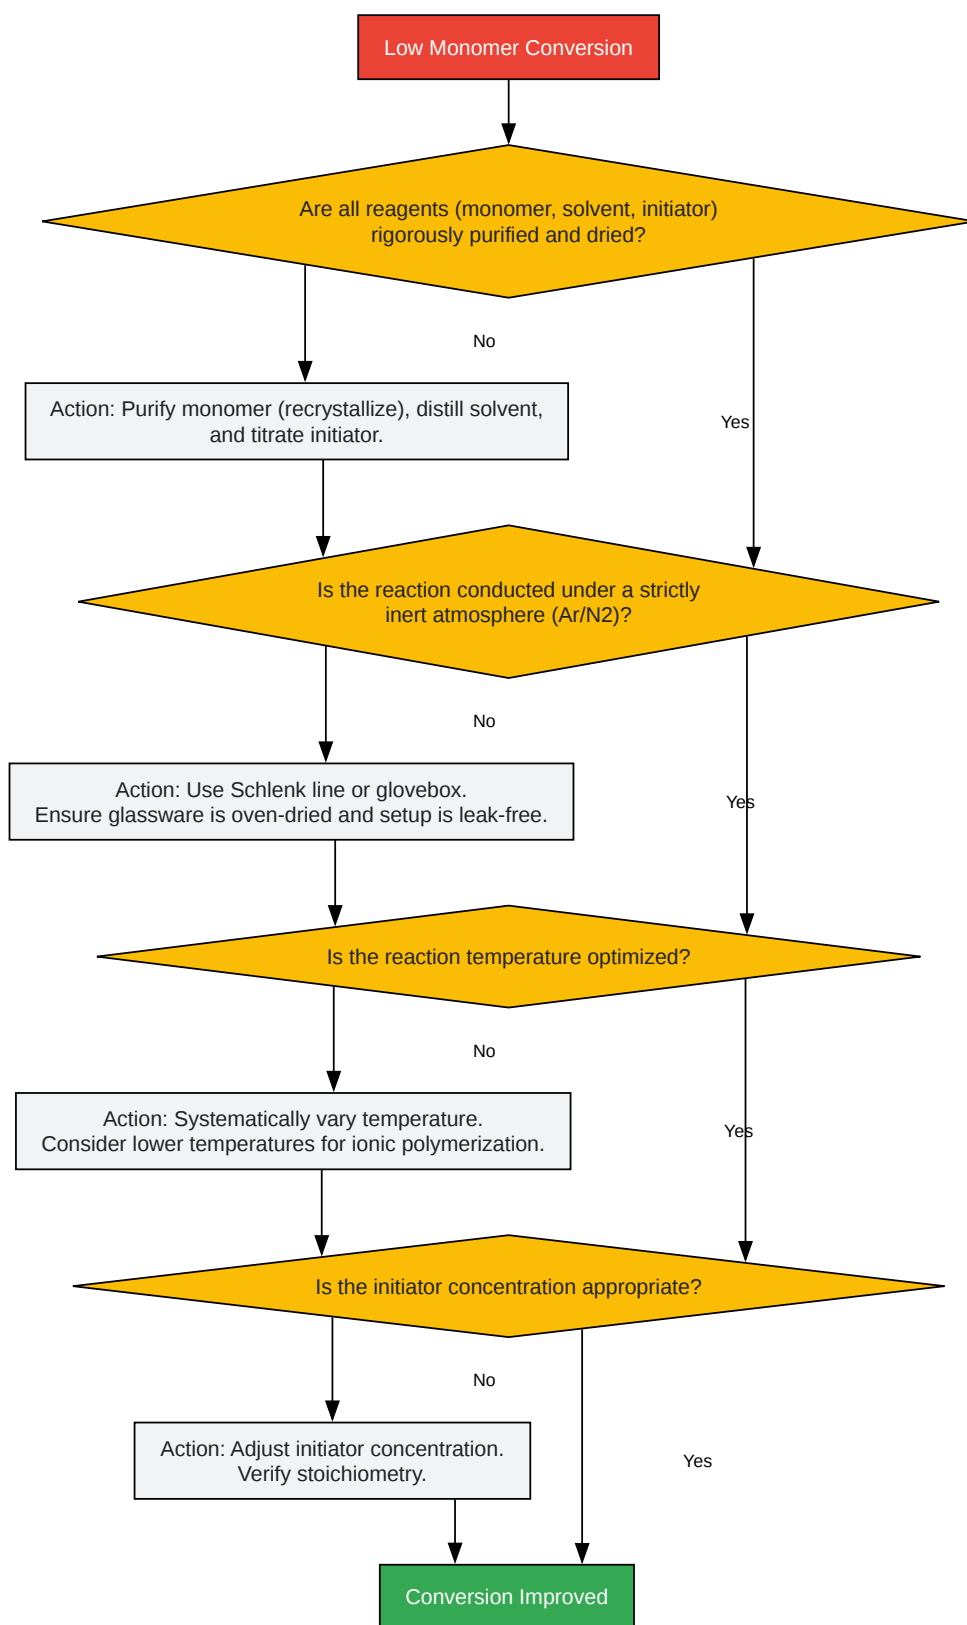 Low Monomer Conversion
Are all reagents (monomer, solvent, initiator)
rigorously purified and dried?
No
Action: Purify monomer (recrystallize), distill solvent,
and titrate initiator.
Yes
Is the reaction conducted under a strictly
inert atmosphere (Ar/N2)?
No
Action: Use Schlenk line or glovebox.
Ensure glassware is oven-dried and setup is leak-free.
Yes
Is the reaction temperature optimized?
No
Action: Systematically vary temperature.
Consider lower temperatures for ionic polymerization.
Yes
Is the initiator concentration appropriate?
No
Action: Adjust initiator concentration.
Verify stoichiometry.
Yes
Conversion Improved